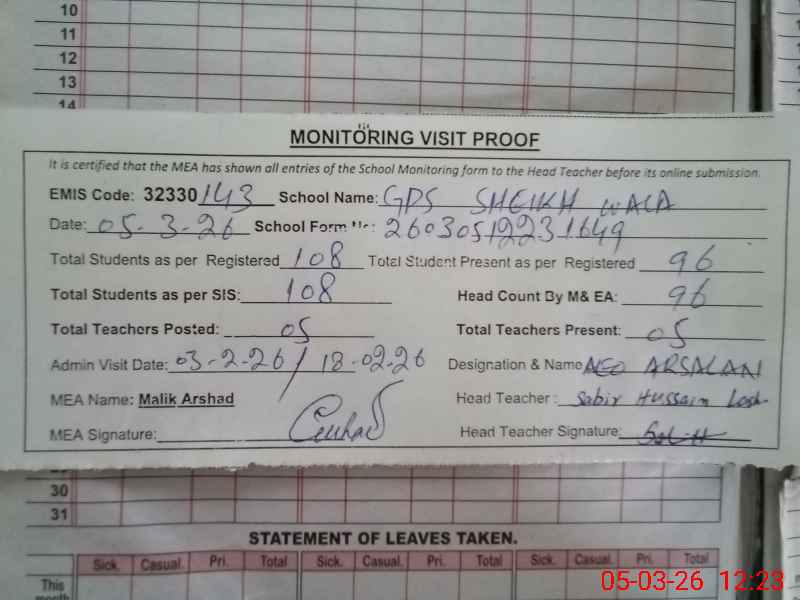 10
11
12
13
14
MONITORING VISIT PROOF
It is certified that the MEA has shown all entries of the School Monitoring form to the Head Teacher before its online submission.
EMIS Code: 32330143 School Name: GPS SHEIKH WALA
Date: 05-3-26 School Form Nr: 26030512231649
Total Students as per Registered 108 Total Student Present as per Registered 96
Total Students as per SIS: 108 Head Count By M& EA: 96
Total Teachers Posted: 05 Total Teachers Present: 05
Admin Visit Date: 03-2-26 / 18-02-26 Designation & Name AEO ARSALAN
MEA Name: Malik Arshad Head Teacher: Sabir Hussain
MEA Signature: Head Teacher Signature:
30
31
STATEMENT OF LEAVES TAKEN.
Sick. Casual. Pri. Total Sick. Casual. Pri. Total Sick. Casual. Pri. Total
This
month
05-03-26 12:23